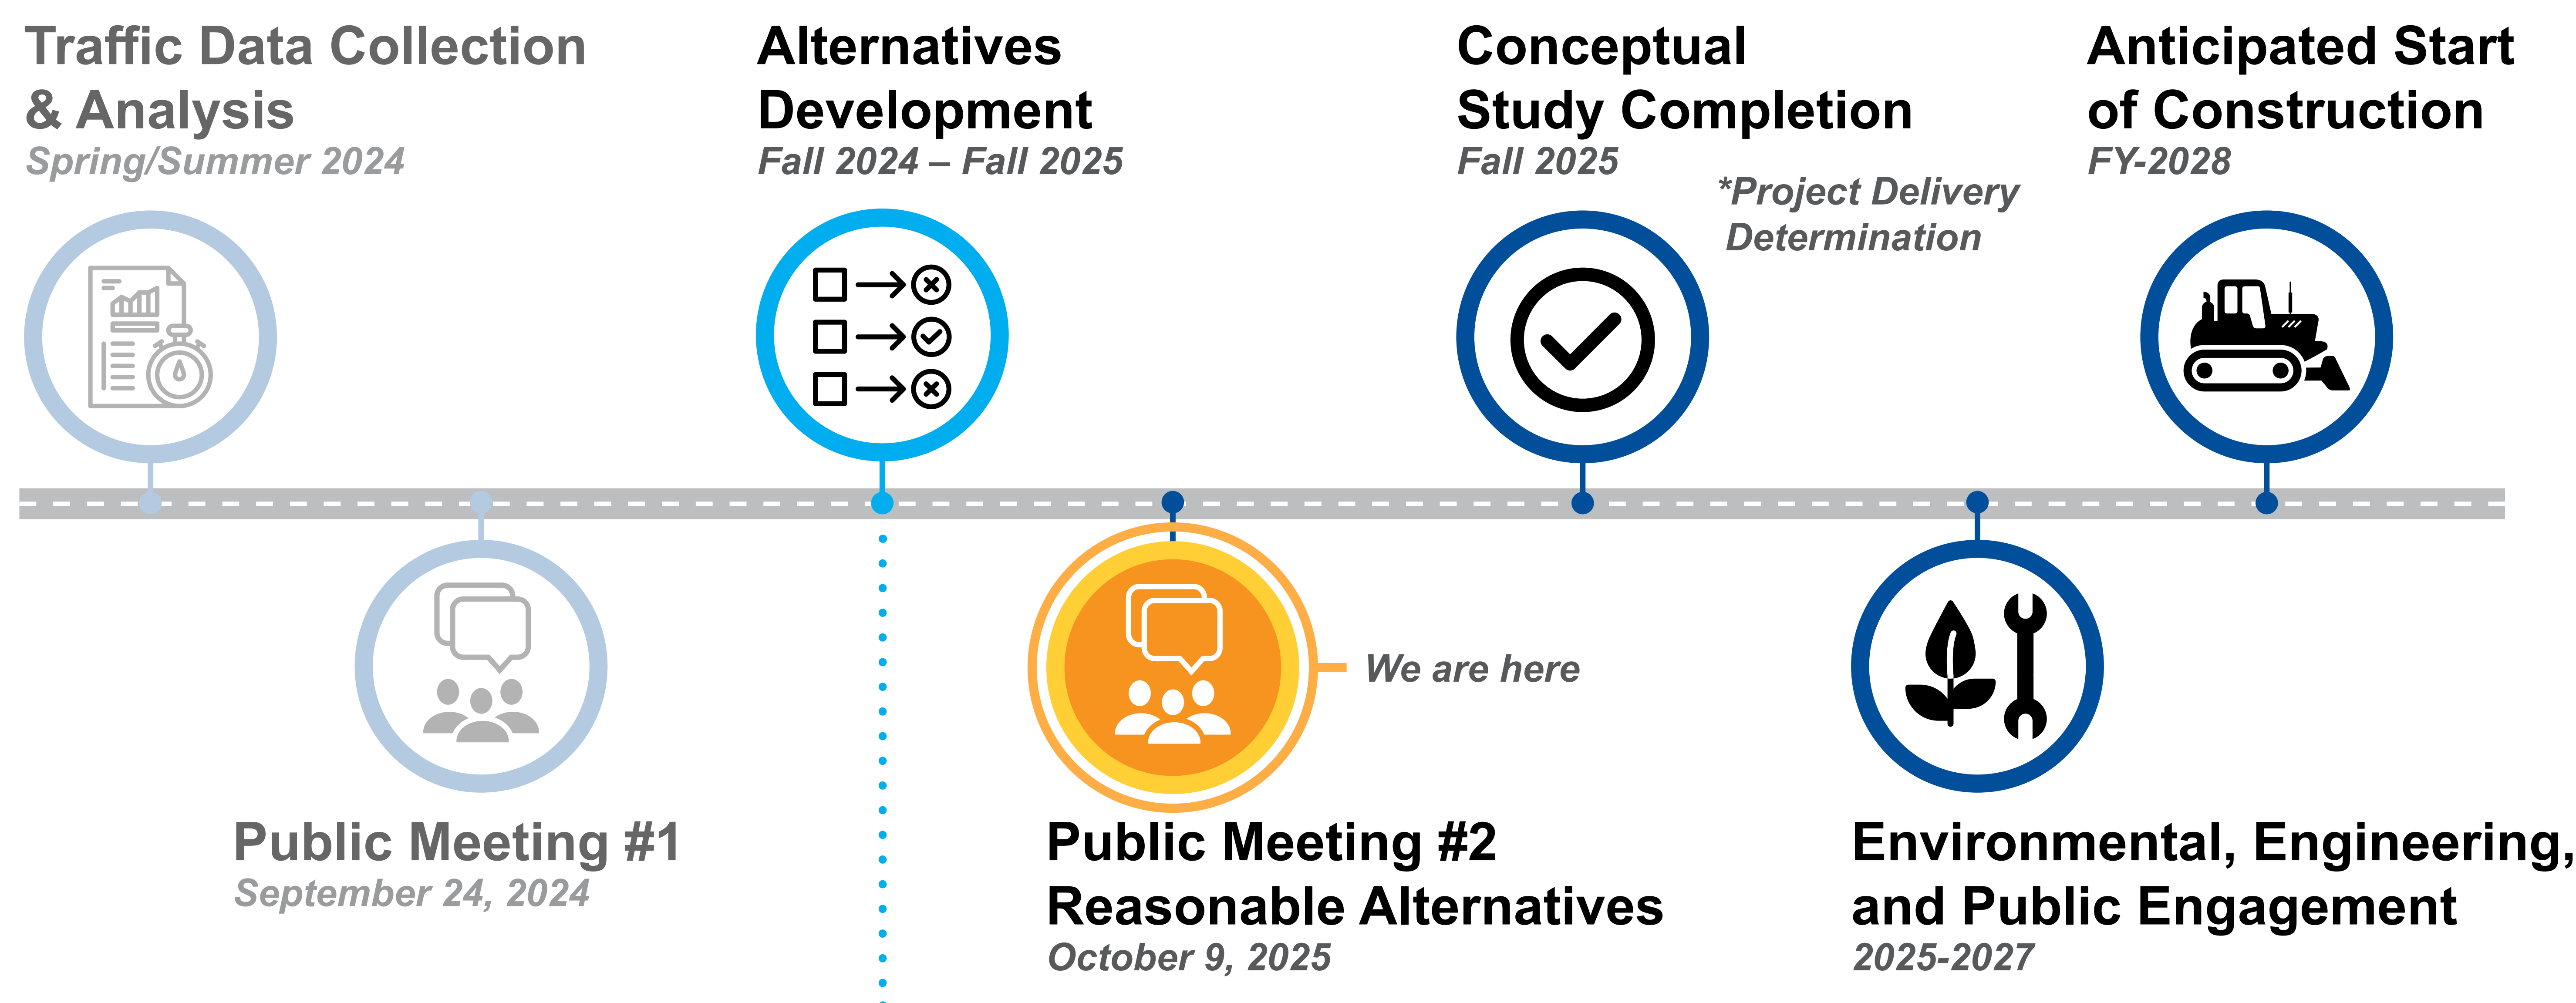 Traffic Data Collection
& Analysis
Spring/Summer 2024
Alternatives
Development
Fall 2024 – Fall 2025
Conceptual
Study Completion
Fall 2025
*Project Delivery
Determination
Anticipated Start
of Construction
FY-2028
We are here
Public Meeting #1
September 24, 2024
Public Meeting #2
Reasonable Alternatives
October 9, 2025
Environmental, Engineering,
and Public Engagement
2025-2027